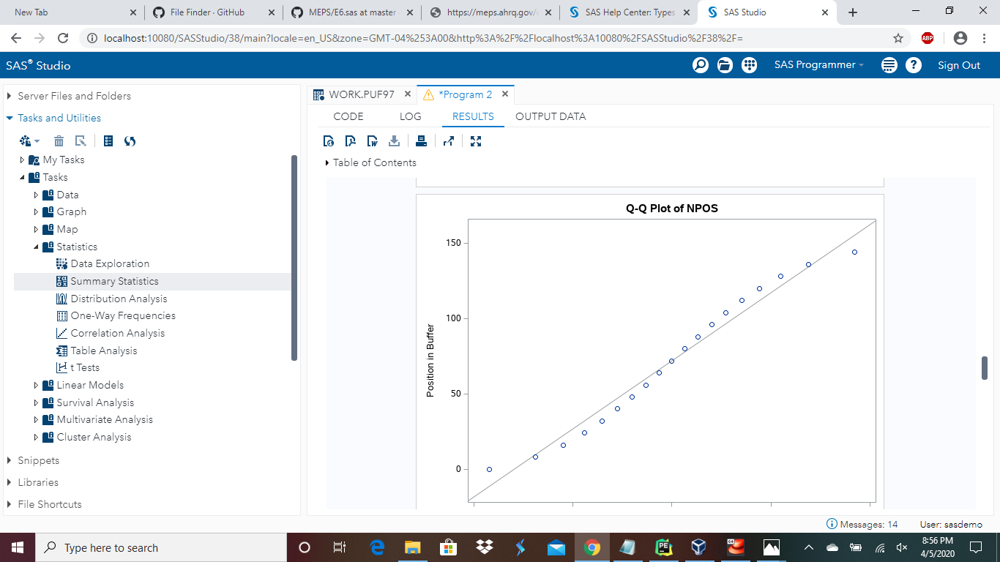 New Tab
File Finder · GitHub
MEPS/E6.sas at master
https://meps.ahrq.gov/
SAS Help Center: Types
SAS Studio
localhost:10080/SASStudio/38/main?locale=en_US&zone=GMT-04%253A00&http%3A%2F%2Flocalhost%3A10080%2FSASStudio%2F38%2F=
ABP
SAS® Studio
SAS Programmer
Sign Out
Server Files and Folders
Tasks and Utilities
My Tasks
Tasks
Data
Graph
Map
Statistics
Data Exploration
Summary Statistics
Distribution Analysis
One-Way Frequencies
Correlation Analysis
Table Analysis
t Tests
Linear Models
Survival Analysis
Multivariate Analysis
Cluster Analysis
Snippets
Libraries
File Shortcuts
WORK.PUF97
*Program 2
CODE
LOG
RESULTS
OUTPUT DATA
Table of Contents
Q-Q Plot of NPOS
150
100
50
0
Position in Buffer
Messages: 14
User: sasdemo
Type here to search
PE
8:56 PM
4/5/2020